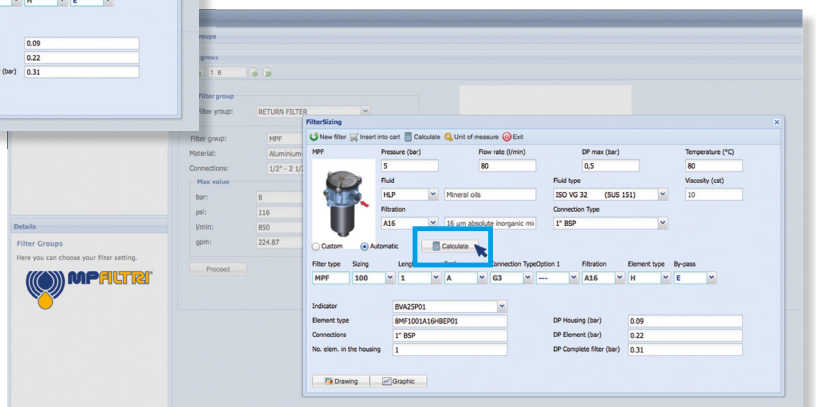 H E
0.09
0.22
(bar) 0.31
groups
grous
1 8
Filter group
Filter group: RETURN FILTER
Filter group: MPF
Material: Aluminium
Connections: 1/2" - 2 1/
Max value
bar: 8
psi: 116
l/min: 850
gpm: 224.87
Proceed
Details
Filter Groups
Here you can choose your filter setting.
MPFILTRI
FilterSizing
New filter Insert into cart Calculate Unit of measure Exit
MPF Pressure (bar) Flow rate (l/min) DP max (bar) Temperature (°C)
5 80 0,5 80
Fluid Fluid type Viscosity (cst)
HLP Mineral oils ISO VG 32 (SUS 151) 10
Filtration Connection Type
A16 16 µm absolute inorganic mi 1" BSP
Custom Automatic Calculate
Filter type Sizing Connection Type Option 1 Filtration Element type By-pass
MPF 100 1 A G3 --- A16 H E
Indicator BVA25P01
Element type 8MF1001A16HBEP01 DP Housing (bar) 0.09
Connections 1" BSP DP Element (bar) 0.22
No. elem. in the housing 1 DP Complete filter (bar) 0.31
Drawing Graphic